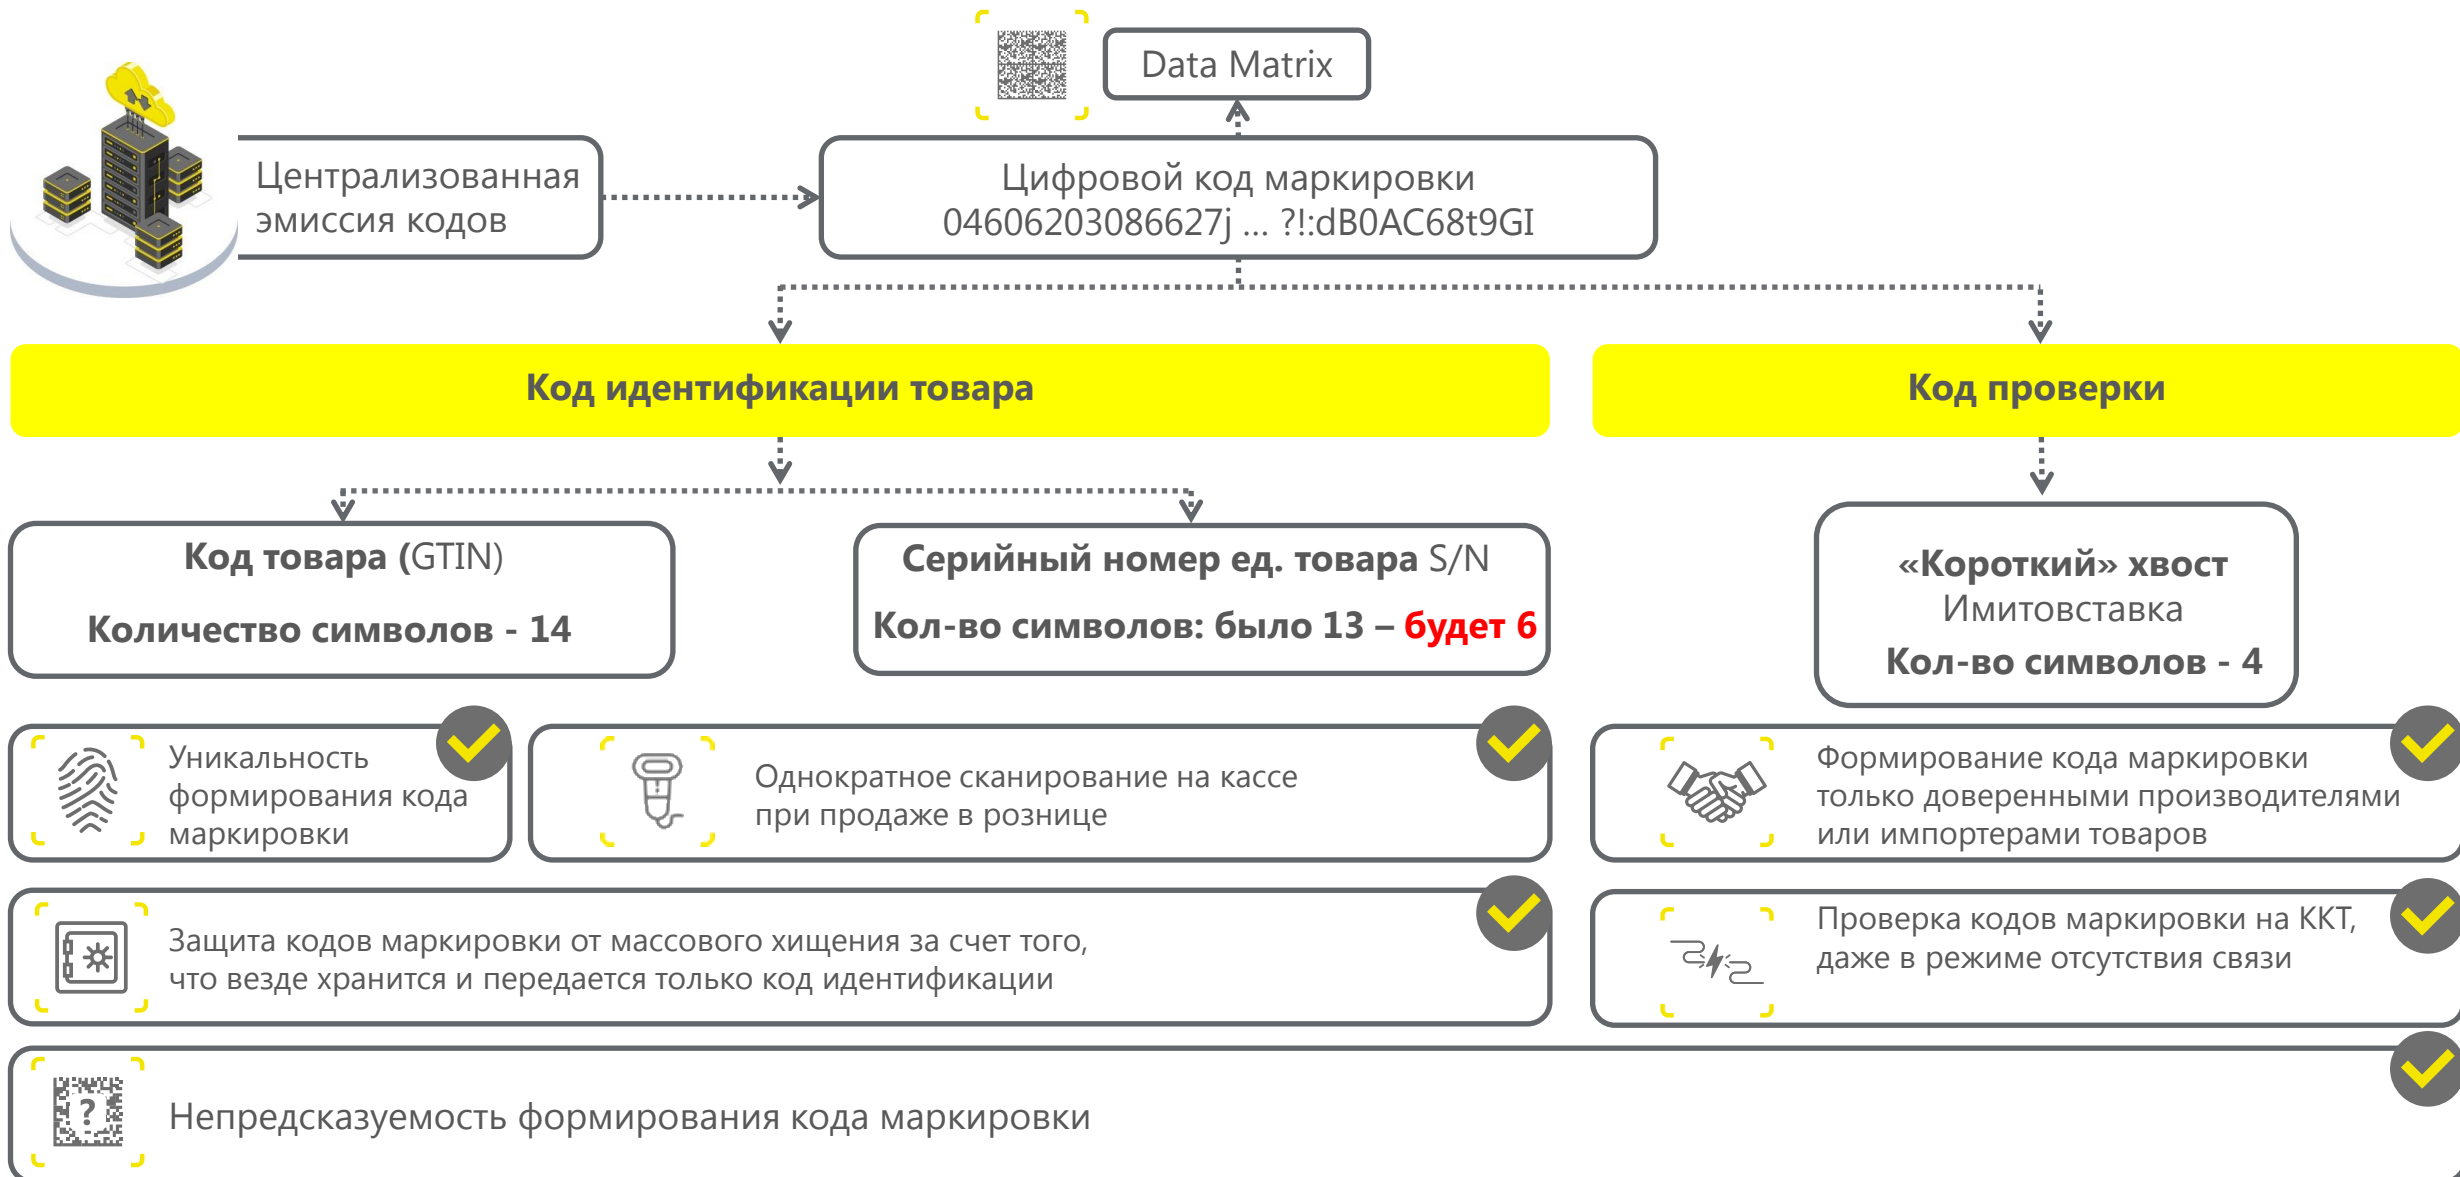 Data Matrix
Централизованная
эмиссия кодов
Цифровой код маркировки
04606203086627j ... ?!:dB0AC68t9GI
Код идентификации товара
Код проверки
Код товара (GTIN)
Количество символов - 14
Серийный номер ед. товара S/N
Кол-во символов: было 13 – будет 6
«Короткий» хвост
Имитовставка
Кол-во символов - 4
Уникальность
формирования кода
маркировки
Однократное сканирование на кассе
при продаже в рознице
Формирование кода маркировки
только доверенными производителями
или импортерами товаров
Защита кодов маркировки от массового хищения за счет того,
что везде хранится и передается только код идентификации
Проверка кодов маркировки на ККТ,
даже в режиме отсутствия связи
?
Непредсказуемость формирования кода маркировки